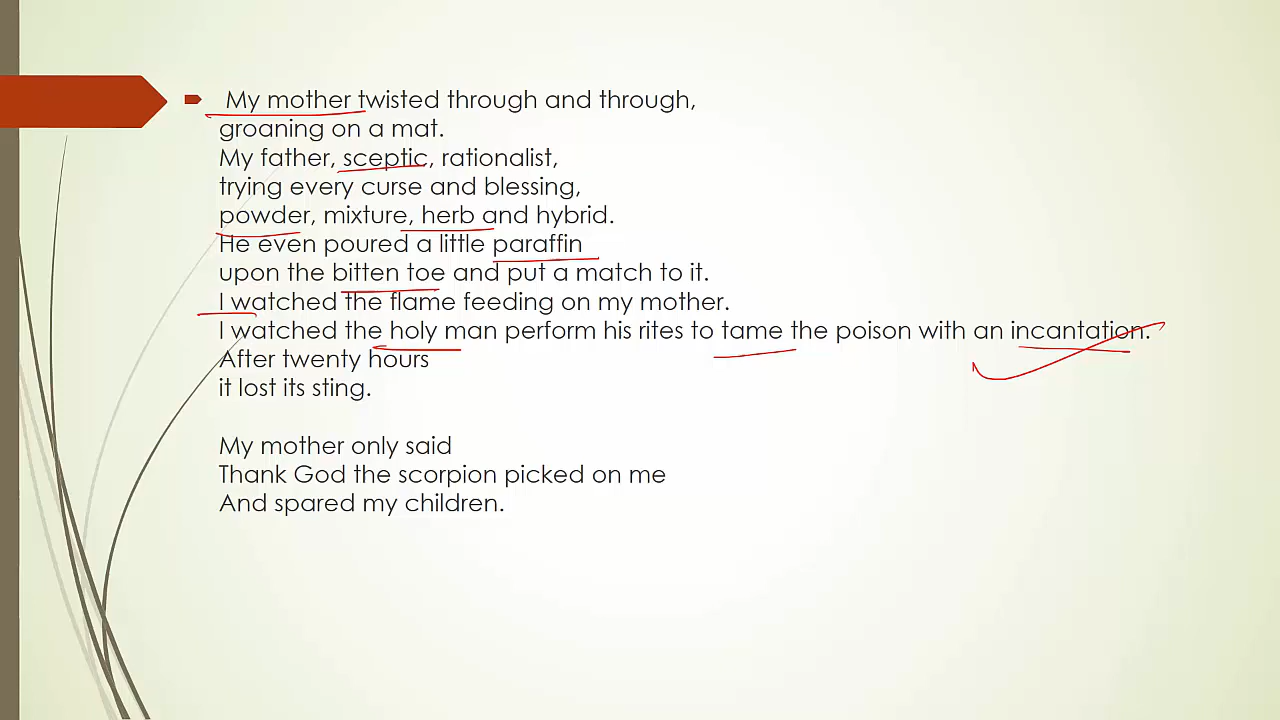 My mother twisted through and through,
groaning on a mat.
My father, sceptic, rationalist,
trying every curse and blessing,
powder, mixture, herb and hybrid.
He even poured a little paraffin
upon the bitten toe and put a match to it.
I watched the flame feeding on my mother.
I watched the holy man perform his rites to tame the poison with an incantation.
After twenty hours
it lost its sting.
My mother only said
Thank God the scorpion picked on me
And spared my children.